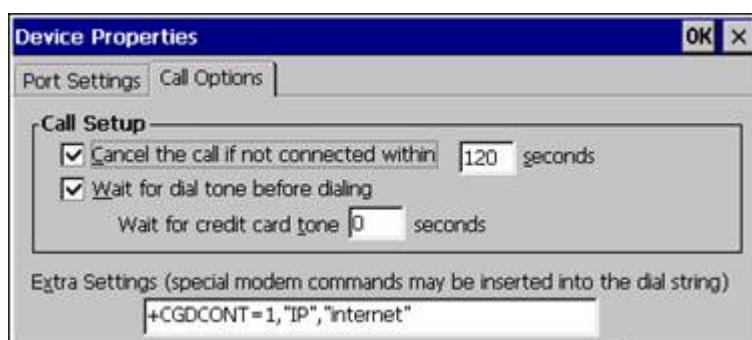 Device Properties OK ×
Port Settings Call Options
Call Setup
Cancel the call if not connected within 120 seconds
Wait for dial tone before dialing
Wait for credit card tone 0 seconds
Extra Settings (special modem commands may be inserted into the dial string)
+CGDCONT=1,"IP","internet"